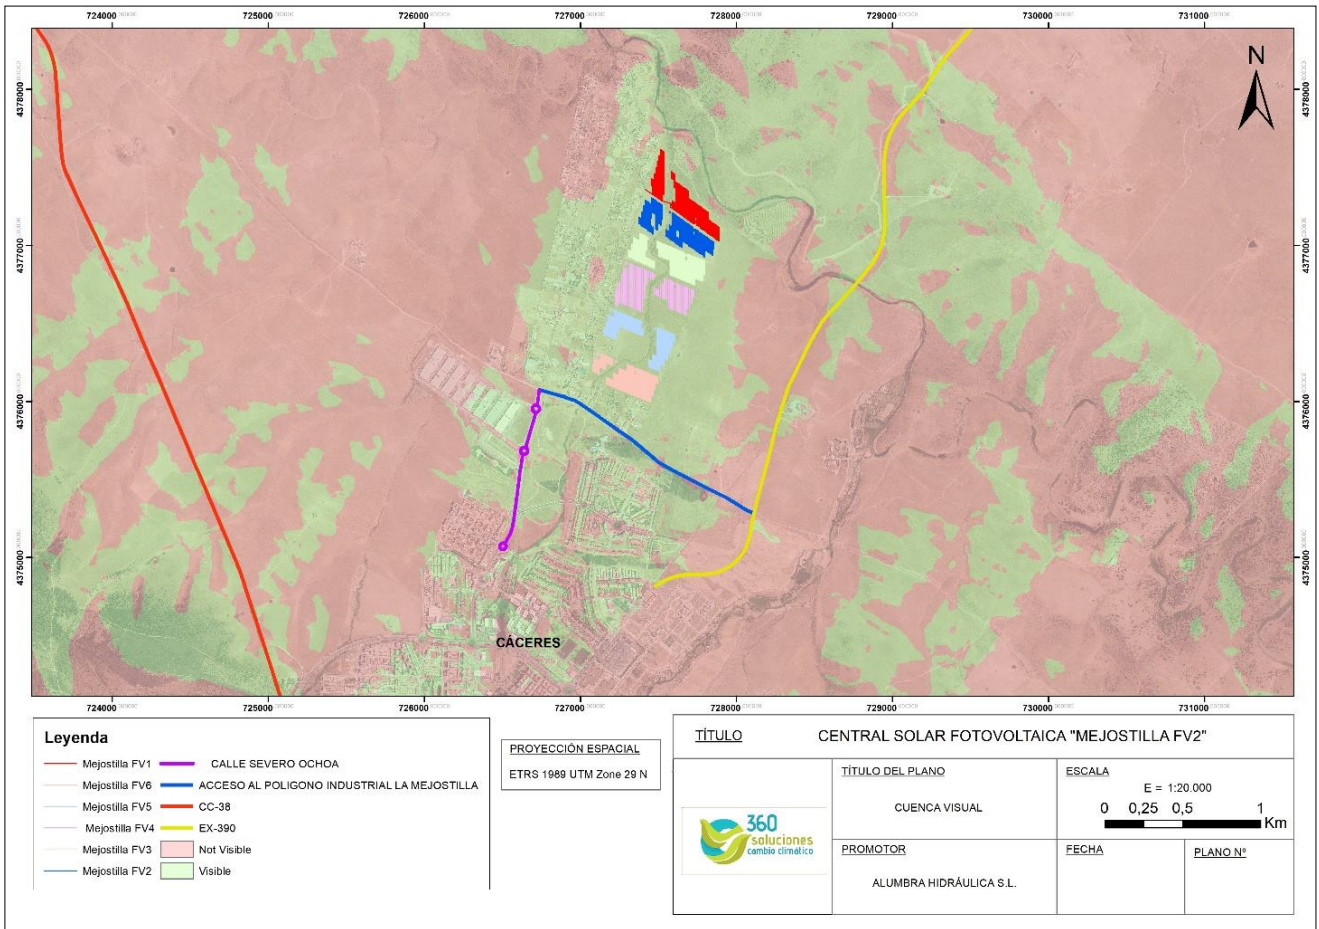 724000 725000 726000 727000 728000 729000 730000 731000
4378000 4378000
4377000 4377000
4376000 4376000
4375000 4375000
N
CÁCERES
724000 725000 726000 727000 728000 729000 730000 731000
Leyenda
Mejostilla FV1 CALLE SEVERO OCHOA
Mejostilla FV6 ACCESO AL POLIGONO INDUSTRIAL LA MEJOSTILLA
Mejostilla FV5 CC-38
Mejostilla FV4 EX-390
Mejostilla FV3 Not Visible
Mejostilla FV2 Visible
PROYECCIÓN ESPACIAL
ETRS 1989 UTM Zone 29 N
TÍTULO CENTRAL SOLAR FOTOVOLTAICA "MEJOSTILLA FV2"
360
soluciones
cambio climático
TÍTULO DEL PLANO
CUENCA VISUAL
ESCALA
E = 1:20.000
0 0,25 0,5 1
Km
PROMOTOR
ALUMBRA HIDRÁULICA S.L.
FECHA
PLANO Nº